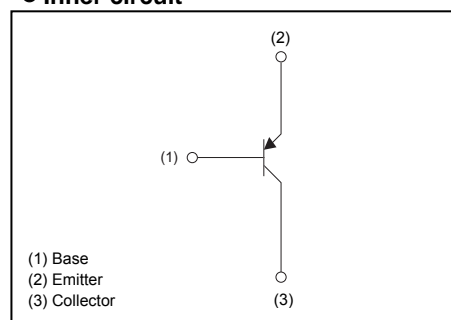 Inner circuit
(2)
(1)
(1) Base
(2) Emitter
(3) Collector
(3)